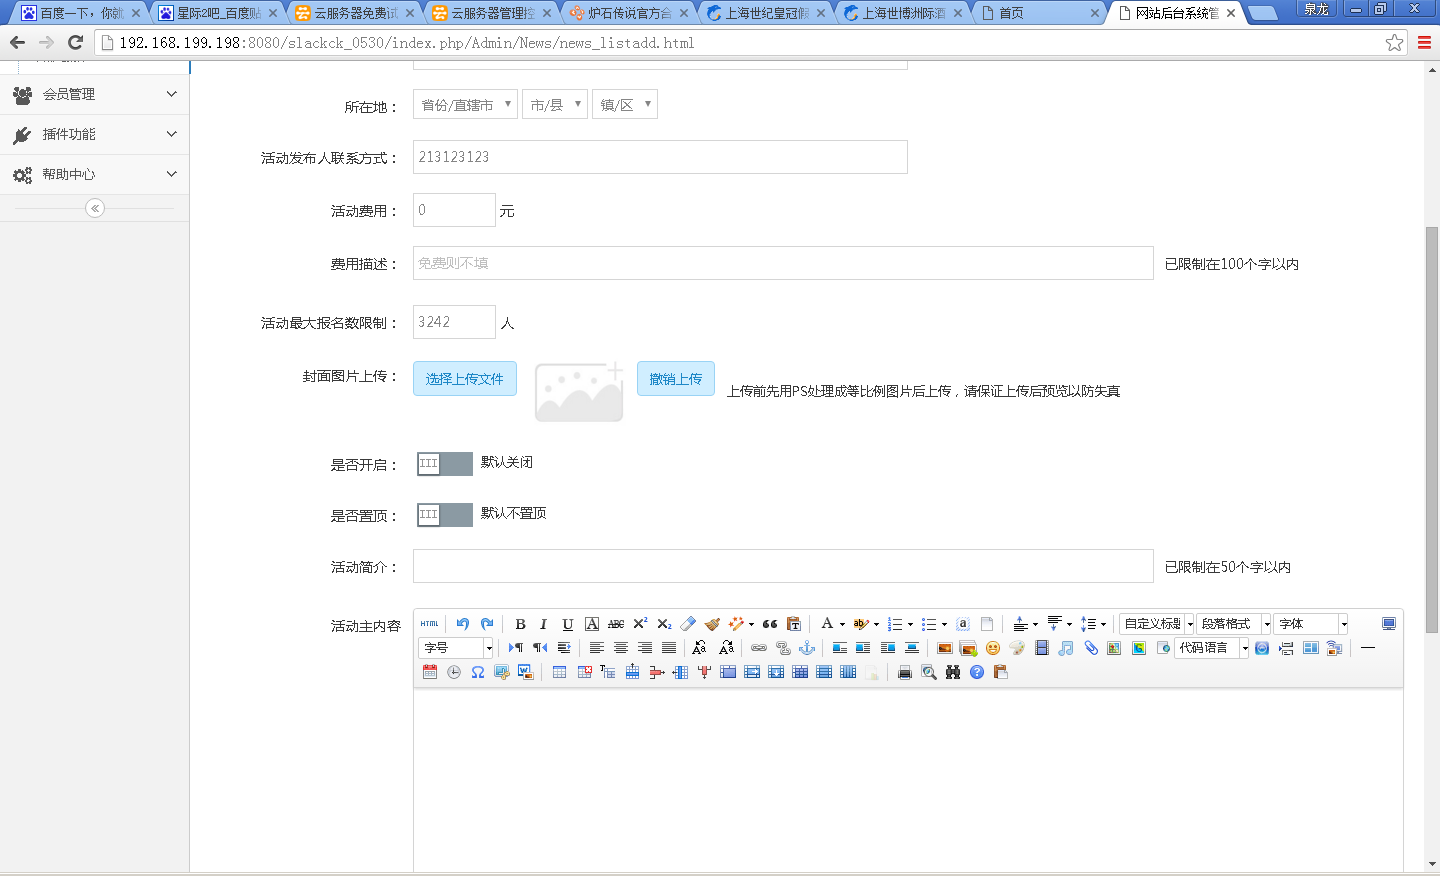 百度一下，你就
星际2吧_百度贴
云服务器免费试
云服务器管理控
炉石传说官方合
上海世纪皇冠假
上海世博洲际酒
首页
网站后台系统管
泉龙
192.168.199.198:8080/slackck_0530/index.php/Admin/News/news_listadd.html
会员管理
插件功能
帮助中心
所在地： 省份/直辖市 市/县 镇/区
活动发布人联系方式： 213123123
活动费用： 0 元
费用描述： 免费则不填 已限制在100个字以内
活动最大报名数限制： 3242 人
封面图片上传： 选择上传文件 撤销上传 上传前先用PS处理成等比例图片后上传，请保证上传后预览以防失真
是否开启： III 默认关闭
是否置顶： III 默认不置顶
活动简介： 已限制在50个字以内
活动主内容
HTML B I U A ABC X² X₂ T A ab a 自定义标题 段落格式 字体
字号 代码语言